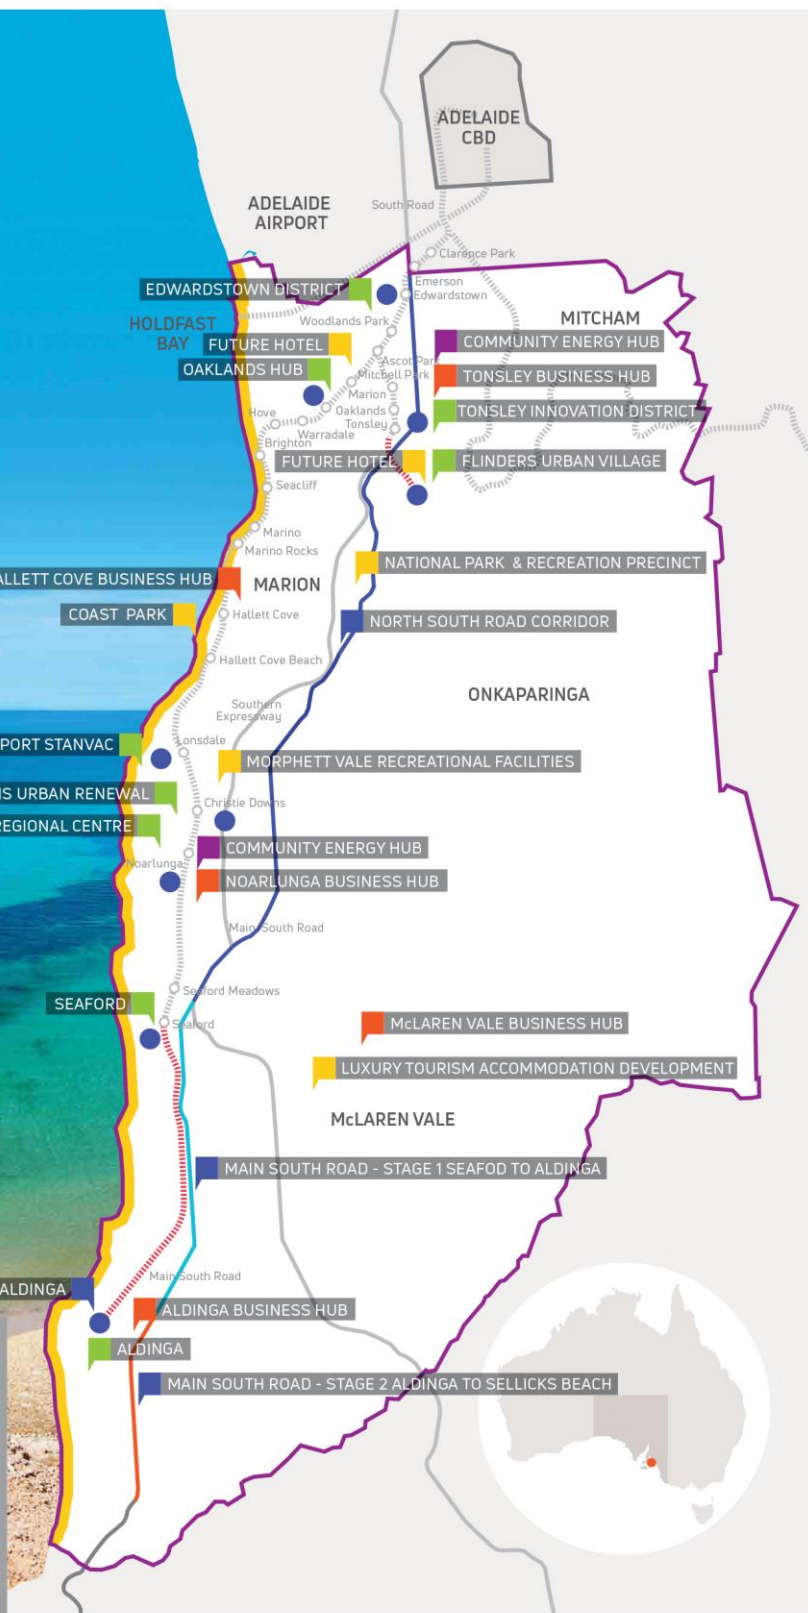 ADELAIDE
CBD
ADELAIDE
AIRPORT
South Road
Clarence Park
Emerson
Edwardstown
EDWARDSTOWN DISTRICT
HOLDFAST
BAY
Woodlands Park
MITCHAM
FUTURE HOTEL
COMMUNITY ENERGY HUB
OAKLANDS HUB
Ascot Park
Mitchell Park
TONSLEY BUSINESS HUB
Marion
Hove
Oaklands
TONSLEY INNOVATION DISTRICT
Tonsley
Warradale
Brighton
FUTURE HOTEL
FLINDERS URBAN VILLAGE
Seacliff
Marino
Marino Rocks
NATIONAL PARK & RECREATION PRECINCT
ALLETT COVE BUSINESS HUB
MARION
COAST PARK
Hallett Cove
NORTH SOUTH ROAD CORRIDOR
Hallett Cove Beach
ONKAPARINGA
Southern
Expressway
PORT STANVAC
Lonsdale
MORPHETT VALE RECREATIONAL FACILITIES
NS URBAN RENEWAL
Christie Downs
REGIONAL CENTRE
COMMUNITY ENERGY HUB
Noarlunga
NOARLUNGA BUSINESS HUB
Main South Road
Seaford Meadows
SEAFORD
Seaford
McLAREN VALE BUSINESS HUB
LUXURY TOURISM ACCOMMODATION DEVELOPMENT
McLAREN VALE
MAIN SOUTH ROAD - STAGE 1 SEAFOD TO ALDINGA
Main South Road
ALDINGA
ALDINGA BUSINESS HUB
ALDINGA
MAIN SOUTH ROAD - STAGE 2 ALDINGA TO SELLICKS BEACH